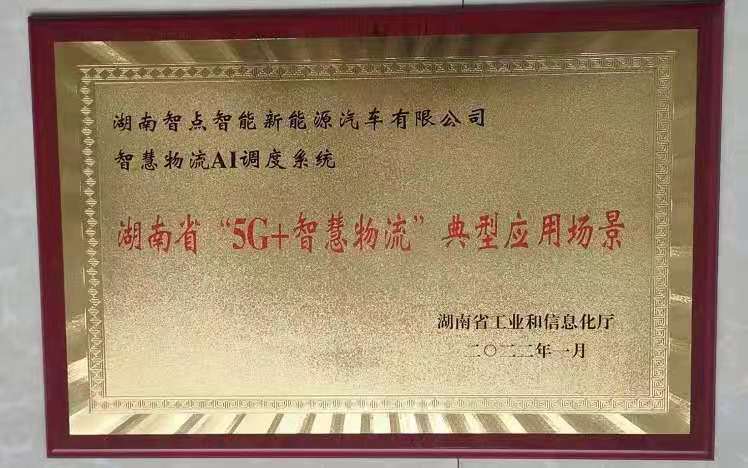 湖南智点智能新能源汽车有限公司
智慧物流AI调度系统
湖南省“5G+智慧物流”典型应用场景
湖南省工业和信息化厅
二〇二二年一月